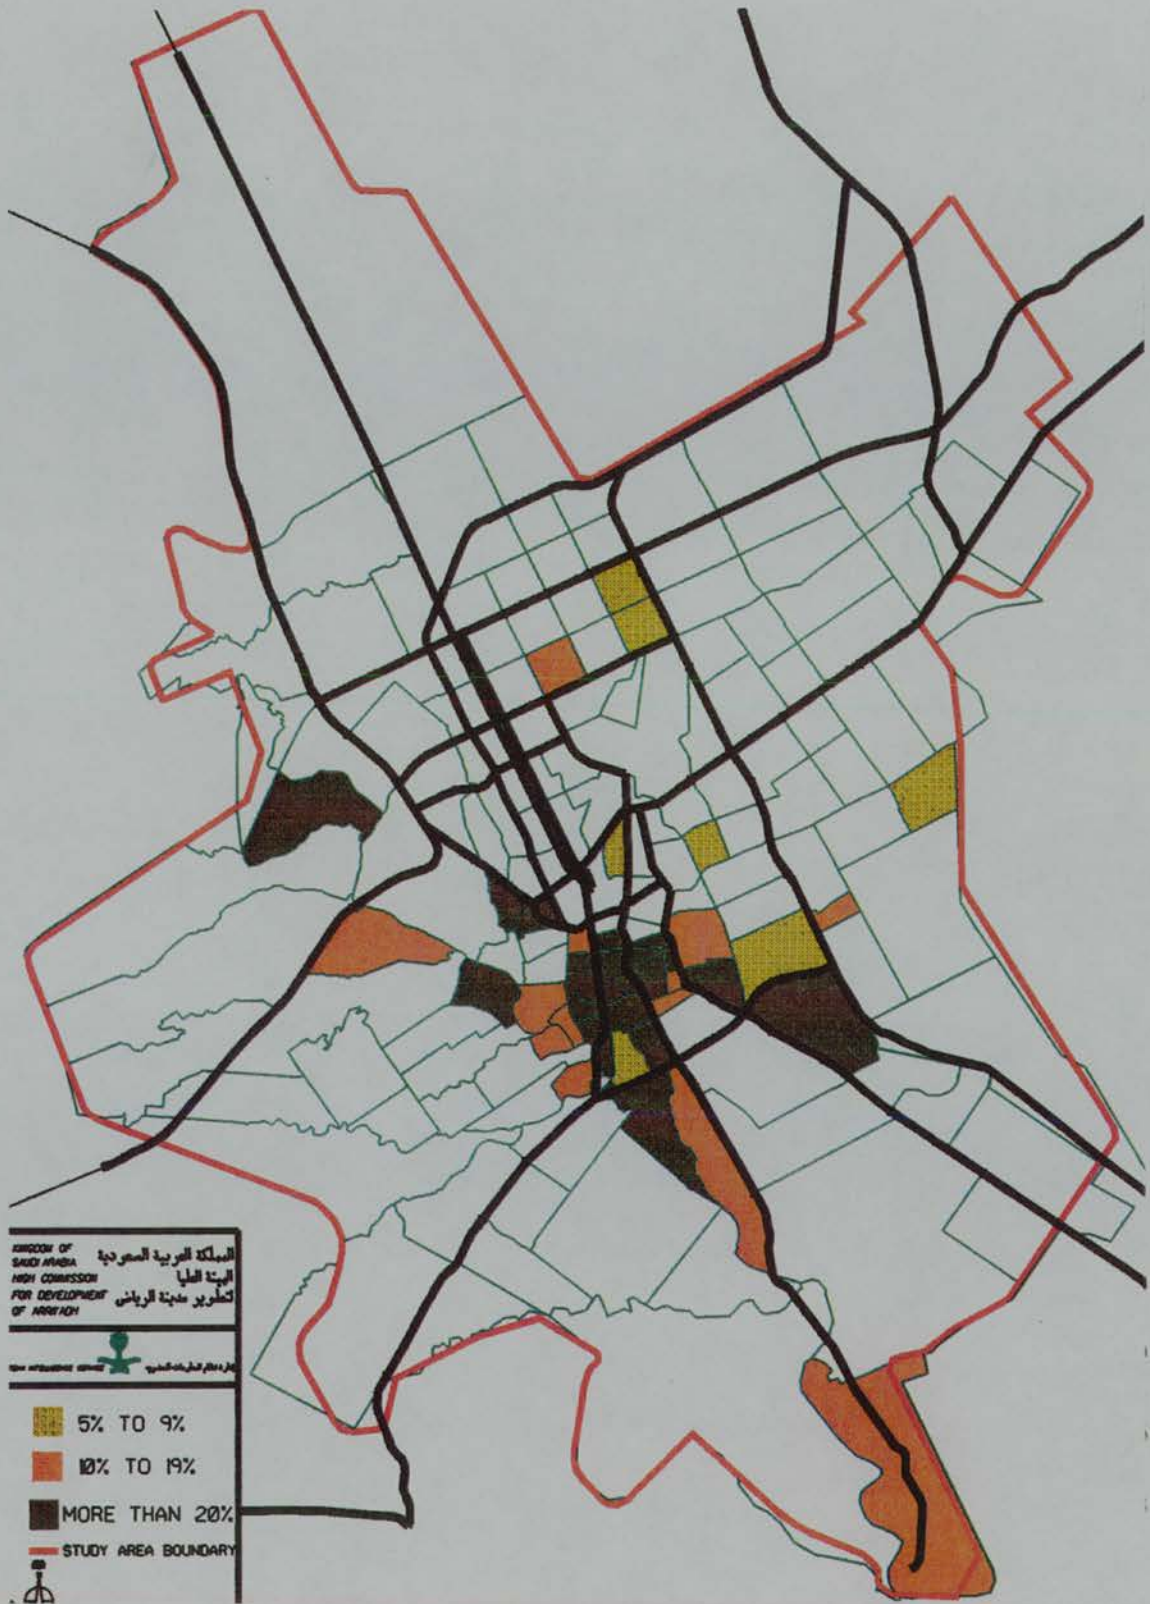 KINGDOM OF
SAUDI ARABIA
HIGH COMMISSION
FOR DEVELOPMENT
OF ARRIYADH
المملكة العربية السعودية
الهيئة العليا
لتطوير مدينة الرياض
5% TO 9%
10% TO 19%
MORE THAN 20%
STUDY AREA BOUNDARY